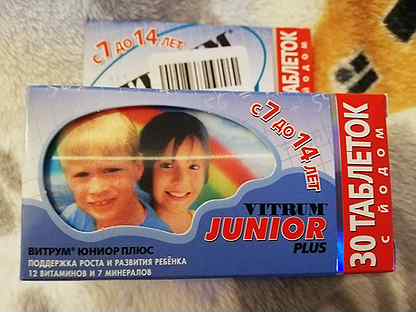 С 7 ДО 14 ЛЕТ
ТАБЛЕТОК
С 7 ДО 14 ЛЕТ
VITRUM®
JUNIOR
PLUS
30 ТАБЛЕТОК
С ЙОДОМ
ВИТРУМ® ЮНИОР ПЛЮС
ПОДДЕРЖКА РОСТА И РАЗВИТИЯ РЕБЁНКА
12 ВИТАМИНОВ И 7 МИНЕРАЛОВ